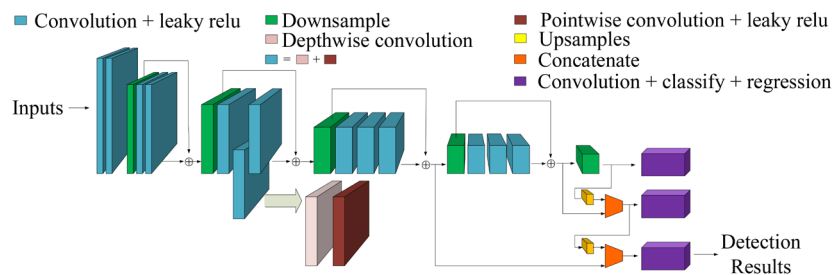 Convolution + leaky relu
Downsample
Depthwise convolution
= +
Pointwise convolution + leaky relu
Upsamples
Concatenate
Convolution + classify + regression
Inputs
Detection
Results